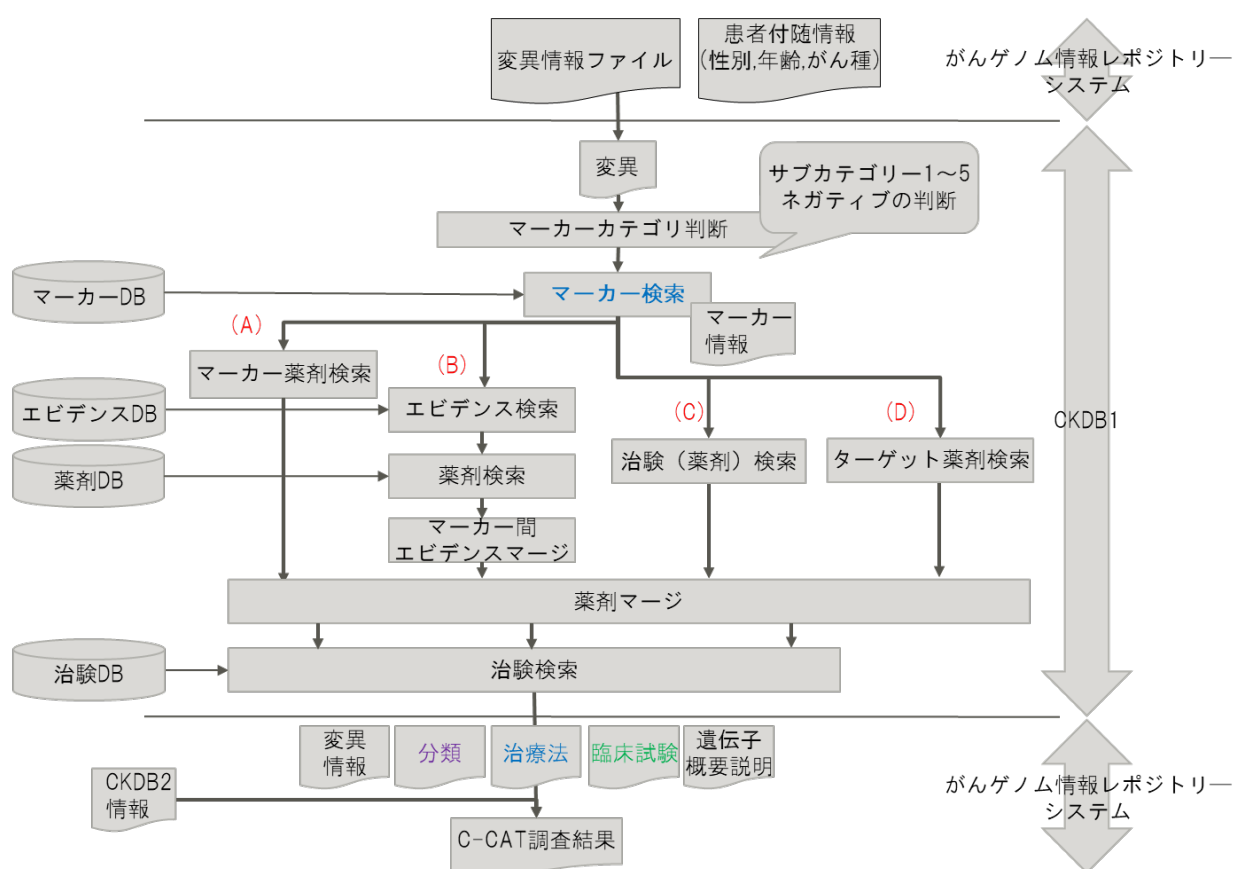 変異情報ファイル
患者付随情報
(性別,年齢,がん種)
がんゲノム情報レポジトリー
システム
変異
サブカテゴリー1～5
ネガティブの判断
マーカーカテゴリ判断
マーカーDB
マーカー検索
マーカー
情報
(A)
マーカー薬剤検索
(B)
エビデンスDB
エビデンス検索
(C)
(D)
CKDB1
薬剤DB
薬剤検索
治験（薬剤）検索
ターゲット薬剤検索
マーカー間
エビデンスマージ
薬剤マージ
治験DB
治験検索
変異
情報
分類
治療法
臨床試験
遺伝子
概要説明
CKDB2
情報
がんゲノム情報レポジトリー
システム
C-CAT調査結果